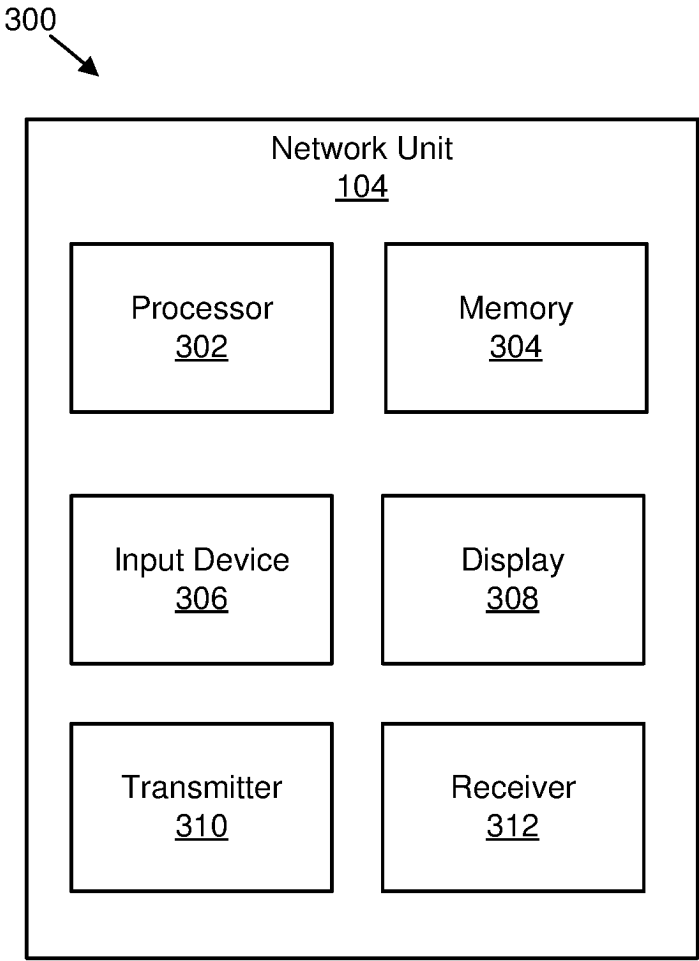 300
Network Unit
104
Processor
302
Memory
304
Input Device
306
Display
308
Transmitter
310
Receiver
312